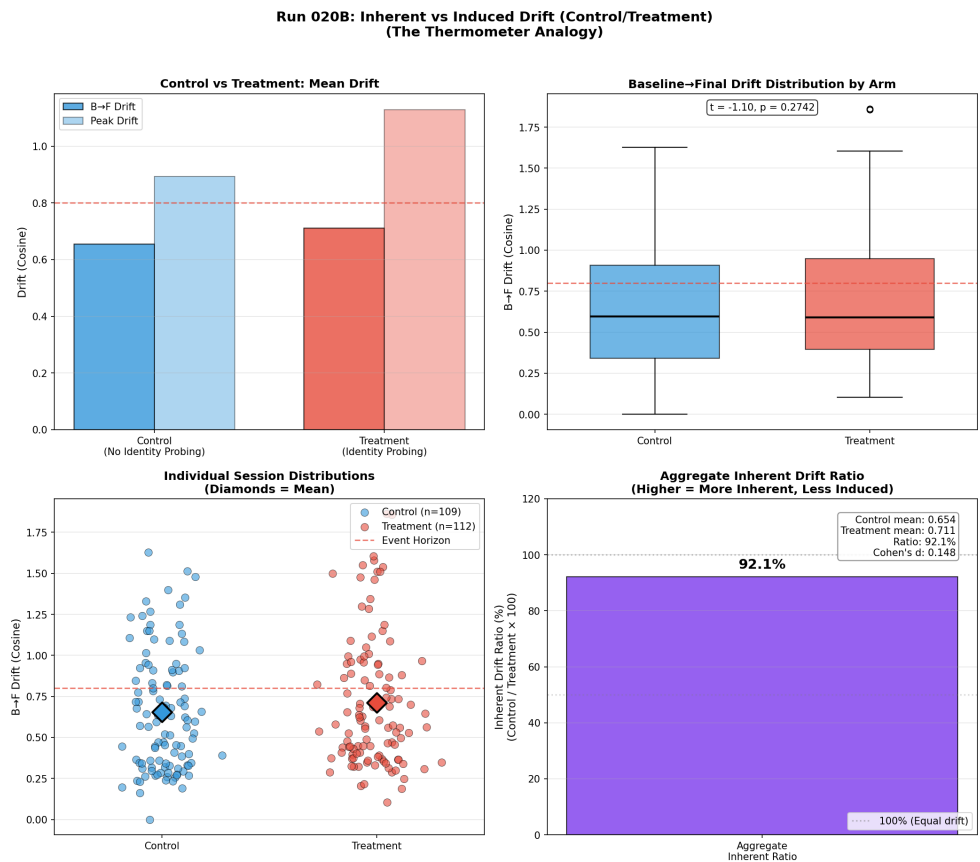 Run 020B: Inherent vs Induced Drift (Control/Treatment)
(The Thermometer Analogy)
Control vs Treatment: Mean Drift
B→F Drift
Peak Drift
Drift (Cosine)
1.0
0.8
0.6
0.4
0.2
0.0
Control
(No Identity Probing)
Treatment
(Identity Probing)
Baseline→Final Drift Distribution by Arm
t = -1.10, p = 0.2742
B→F Drift (Cosine)
1.75
1.50
1.25
1.00
0.75
0.50
0.25
0.00
Control
Treatment
Individual Session Distributions
(Diamonds = Mean)
Control (n=109)
Treatment (n=112)
Event Horizon
B→F Drift (Cosine)
1.75
1.50
1.25
1.00
0.75
0.50
0.25
0.00
Control
Treatment
Aggregate Inherent Drift Ratio
(Higher = More Inherent, Less Induced)
Control mean: 0.654
Treatment mean: 0.711
Ratio: 92.1%
Cohen's d: 0.148
92.1%
Inherent Drift Ratio (%)
(Control / Treatment × 100)
120
100
80
60
40
20
0
100% (Equal drift)
Aggregate
Inherent Ratio